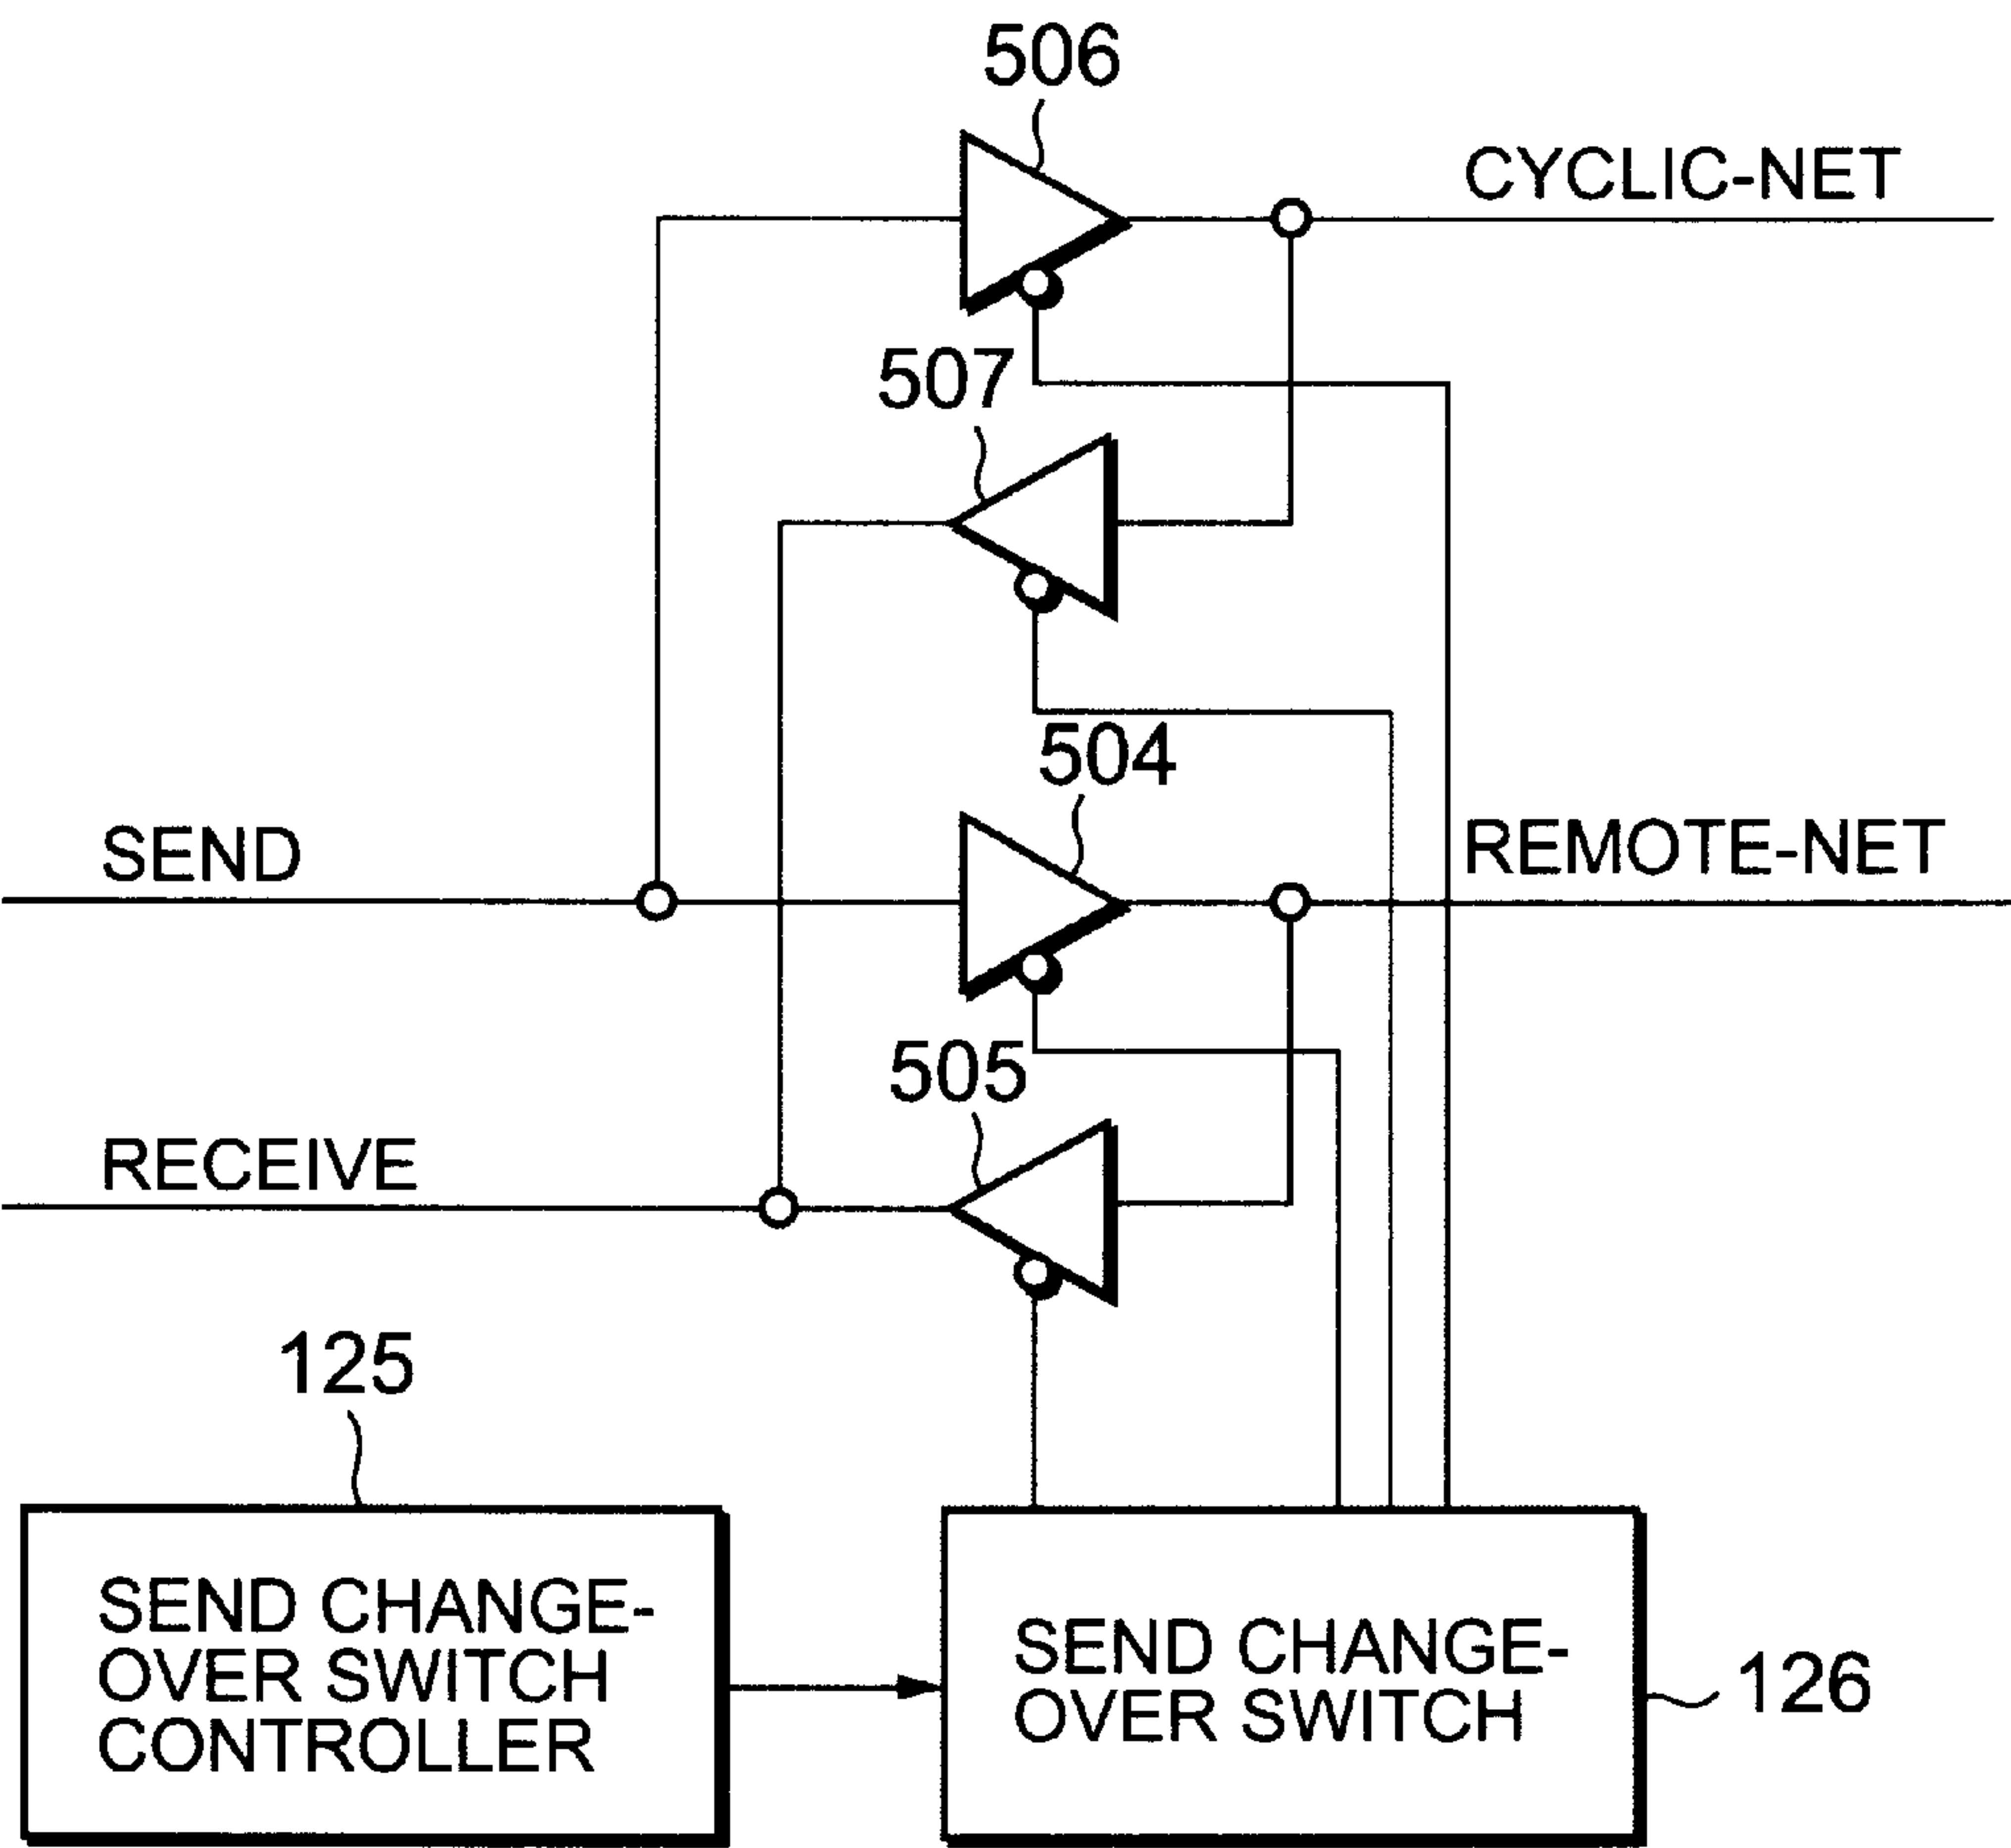 506
CYCLIC-NET
507
504
SEND
REMOTE-NET
505
RECEIVE
125
SEND CHANGE-
OVER SWITCH
CONTROLLER
SEND CHANGE-
OVER SWITCH
126